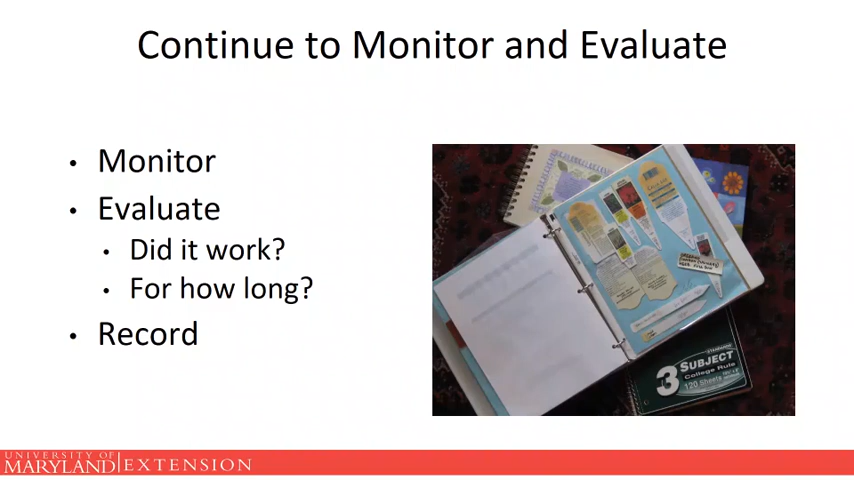 Continue to Monitor and Evaluate
• Monitor
• Evaluate
• Did it work?
• For how long?
• Record
STANDARDS
3 SUBJECT
College Rule
120 Sheets
UNIVERSITY OF
MARYLAND EXTENSION